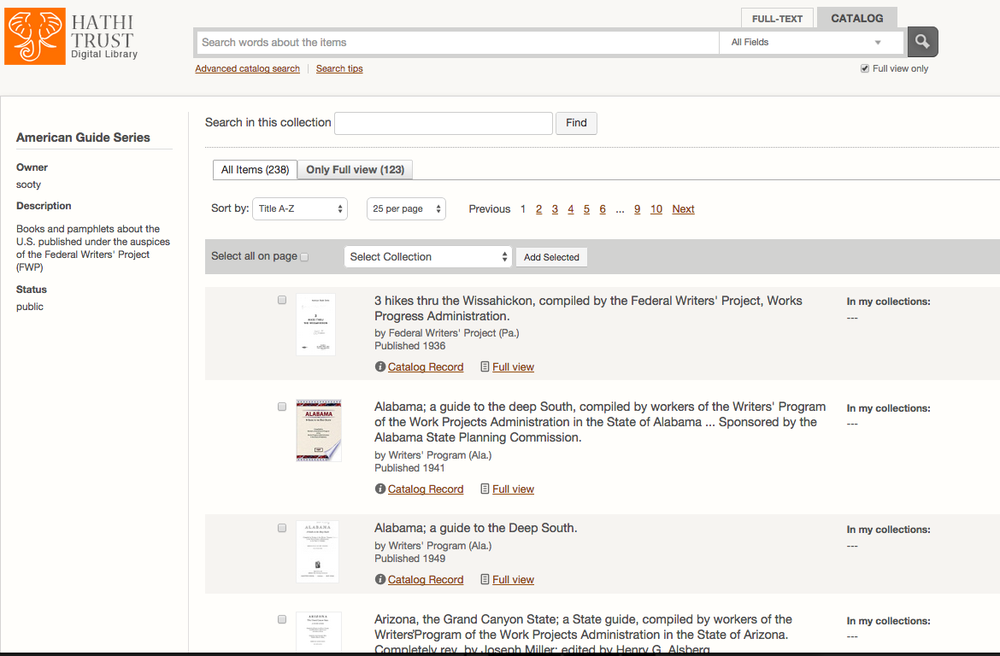 HATHI
TRUST
Digital Library
FULL-TEXT
CATALOG
Search words about the items
All Fields
Advanced catalog search
Search tips
Full view only
American Guide Series
Owner
sooty
Description
Books and pamphlets about the
U.S. published under the auspices
of the Federal Writers' Project
(FWP)
Status
public
Search in this collection
Find
All Items (238)
Only Full view (123)
Sort by:
Title A-Z
25 per page
Previous 1 2 3 4 5 6 ... 9 10 Next
Select all on page
Select Collection
Add Selected
3 hikes thru the Wissahickon, compiled by the Federal Writers' Project, Works
Progress Administration.
by Federal Writers' Project (Pa.)
Published 1936
Catalog Record
Full view
In my collections:
---
ALABAMA
Alabama; a guide to the deep South, compiled by workers of the Writers' Program
of the Work Projects Administration in the State of Alabama ... Sponsored by the
Alabama State Planning Commission.
by Writers' Program (Ala.)
Published 1941
Catalog Record
Full view
In my collections:
---
ALABAMA
Alabama; a guide to the Deep South.
by Writers' Program (Ala.)
Published 1949
Catalog Record
Full view
In my collections:
---
ARIZONA
Arizona, the Grand Canyon State; a State guide, compiled by workers of the
Writers'Program of the Work Projects Administration in the State of Arizona.
Completely rev. by Joseph Miller; edited by Henry G. Alsberg
In my collections:
---